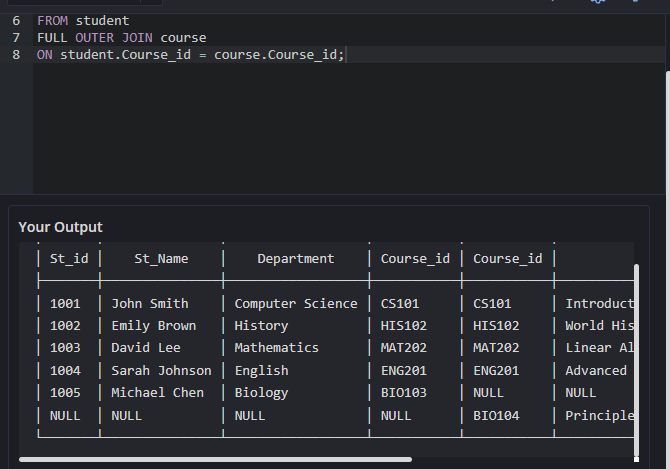 6 FROM student
7 FULL OUTER JOIN course
8 ON student.Course_id = course.Course_id;
Your Output
| St_id | St_Name | Department | Course_id | Course_id |
| 1001 | John Smith | Computer Science | CS101 | CS101 | Introduct
| 1002 | Emily Brown | History | HIS102 | HIS102 | World His
| 1003 | David Lee | Mathematics | MAT202 | MAT202 | Linear Al
| 1004 | Sarah Johnson | English | ENG201 | ENG201 | Advanced
| 1005 | Michael Chen | Biology | BIO103 | NULL | NULL
| NULL | NULL | NULL | NULL | BIO104 | Principle